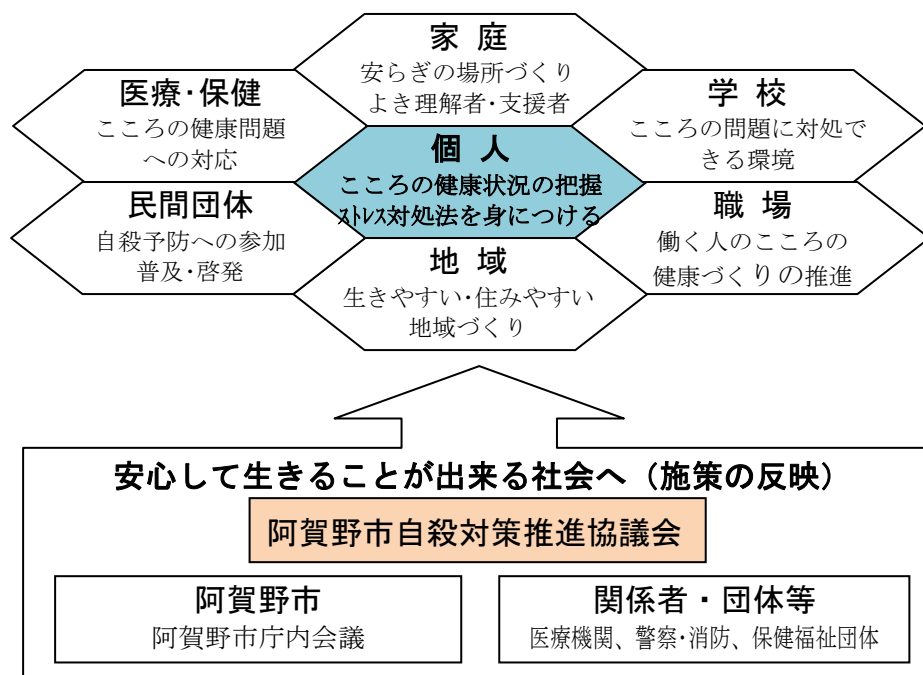 家 庭
安らぎの場所づくり
よき理解者・支援者
医療・保健
こころの健康問題
への対応
学 校
こころの問題に対処で
きる環境
個 人
こころの健康状況の把握
ｽﾄﾚｽ対処法を身につける
民間団体
自殺予防への参加
普及・啓発
職 場
働く人のこころの
健康づくりの推進
地 域
生きやすい・住みやすい
地域づくり
安心して生きることが出来る社会へ（施策の反映）
阿賀野市自殺対策推進協議会
阿賀野市
阿賀野市庁内会議
関係者・団体等
医療機関、警察・消防、保健福祉団体